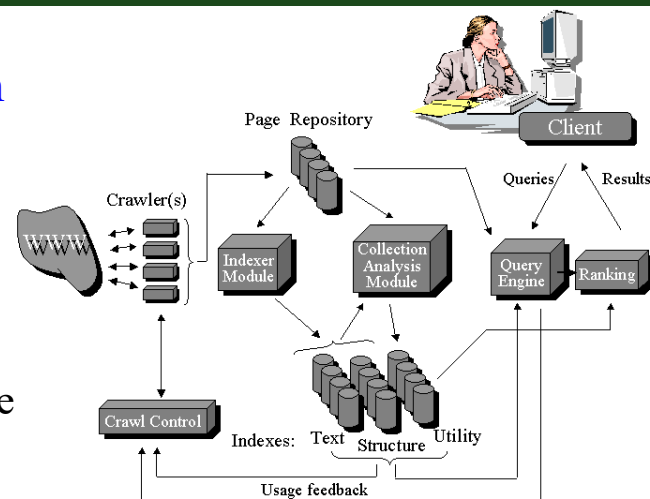 Page Repository
Client
Crawler(s)
Queries
Results
WWW
Indexer
Module
Collection
Analysis
Module
Query
Engine
Ranking
Crawl Control
Indexes:
Text
Structure
Utility
Usage feedback